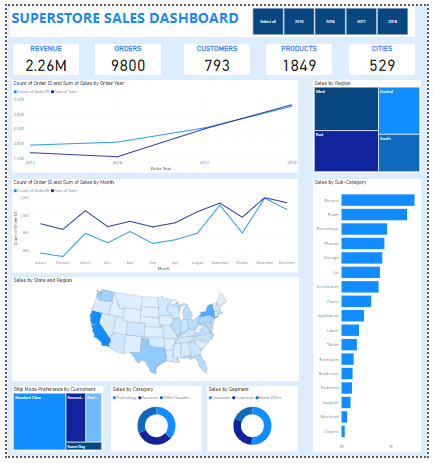 SUPERSTORE SALES DASHBOARD
Select all 2015 2016 2017 2018
REVENUE ORDERS CUSTOMERS PRODUCTS CITIES
2.26M 9800 793 1849 529
Count of Order ID and Sum of Sales by Order Year
Count of Order ID Sum of Sales
2015 2016 2017 2018
Order Year
Sales by Region
West Central
East South
Count of Order ID and Sum of Sales by Month
Count of Order ID Sum of Sales
Count of Order ID
January February March April May June July August September October November December
Month
Sales by Sub-Category
Binders
Paper
Furnishings
Phones
Storage
Art
Accessories
Chairs
Appliances
Labels
Tables
Envelopes
Bookcases
Fasteners
Supplies
Machines
Copiers
Sales by State and Region
Ship Mode Preference by Customers
Standard Class Second...
Same Day
Sales by Category
Technology Furniture Office Supplies
Sales by Segment
Consumer Corporate Home Office